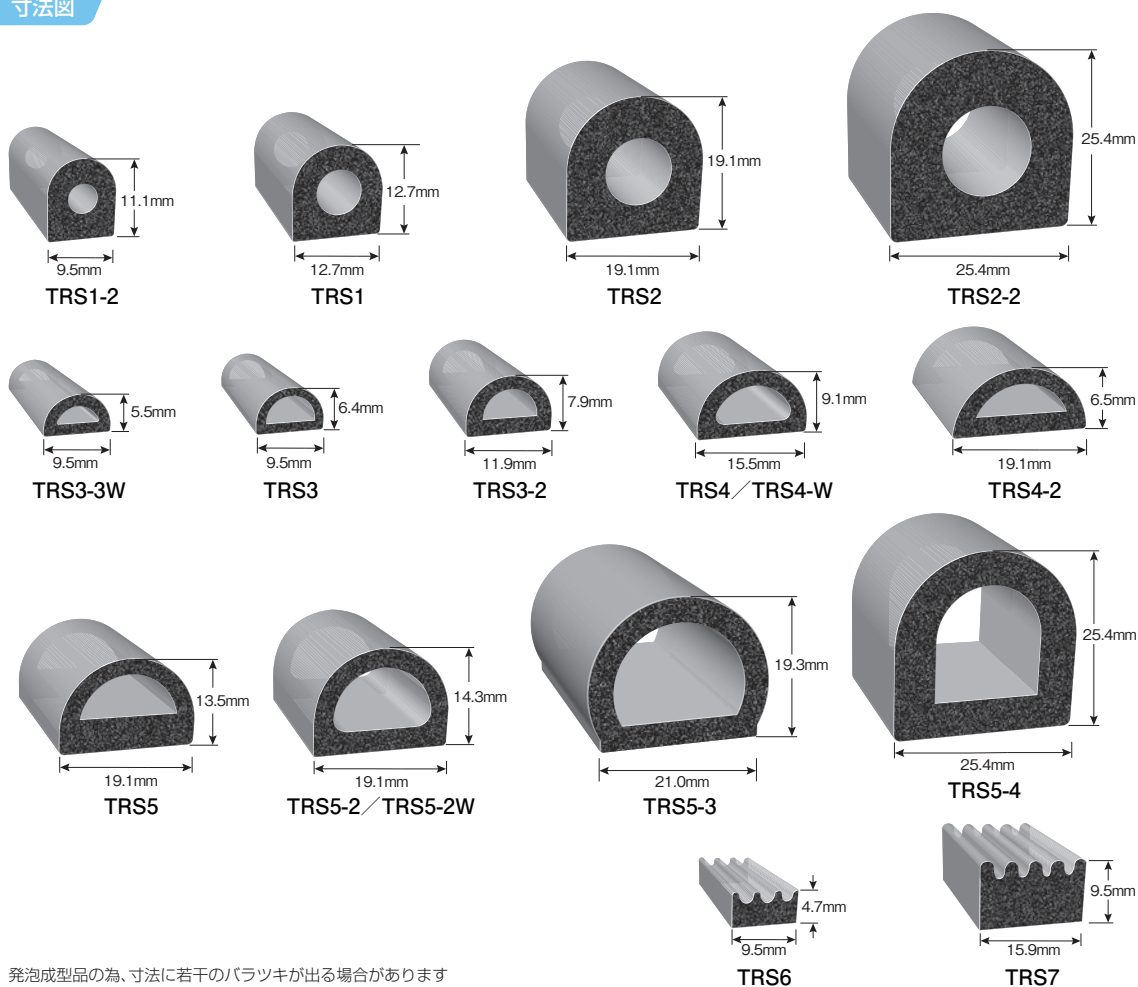 寸法図
11.1mm
9.5mm
TRS1-2
12.7mm
12.7mm
TRS1
19.1mm
19.1mm
TRS2
25.4mm
25.4mm
TRS2-2
5.5mm
9.5mm
TRS3-3W
6.4mm
9.5mm
TRS3
7.9mm
11.9mm
TRS3-2
9.1mm
15.5mm
TRS4／TRS4-W
6.5mm
19.1mm
TRS4-2
13.5mm
19.1mm
TRS5
14.3mm
19.1mm
TRS5-2／TRS5-2W
19.3mm
21.0mm
TRS5-3
25.4mm
25.4mm
TRS5-4
4.7mm
9.5mm
TRS6
9.5mm
15.9mm
TRS7
発泡成型品の為、寸法に若干のバラツキが出る場合があります